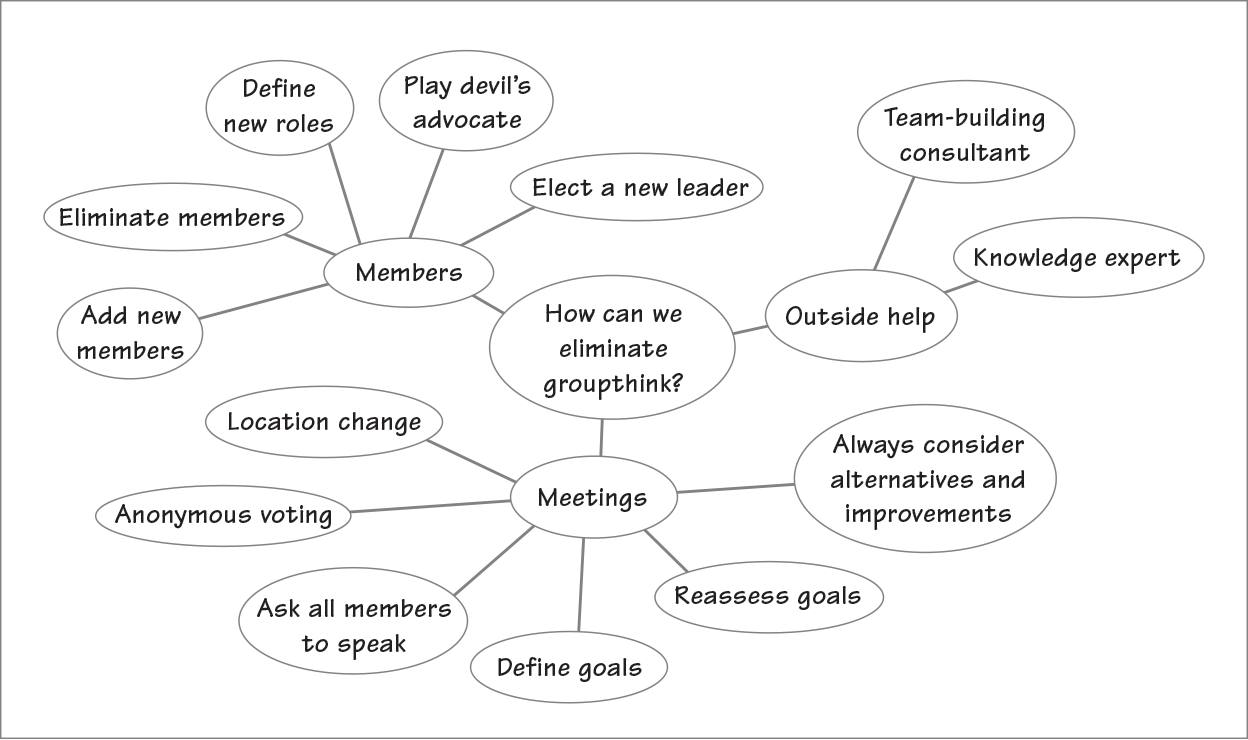 Define
new roles
Play devil's
advocate
Team-building
consultant
Elect a new leader
Eliminate members
Knowledge expert
Members
Add new
members
How can we
eliminate
groupthink?
Outside help
Location change
Always consider
alternatives and
improvements
Meetings
Anonymous voting
Reassess goals
Ask all members
to speak
Define goals